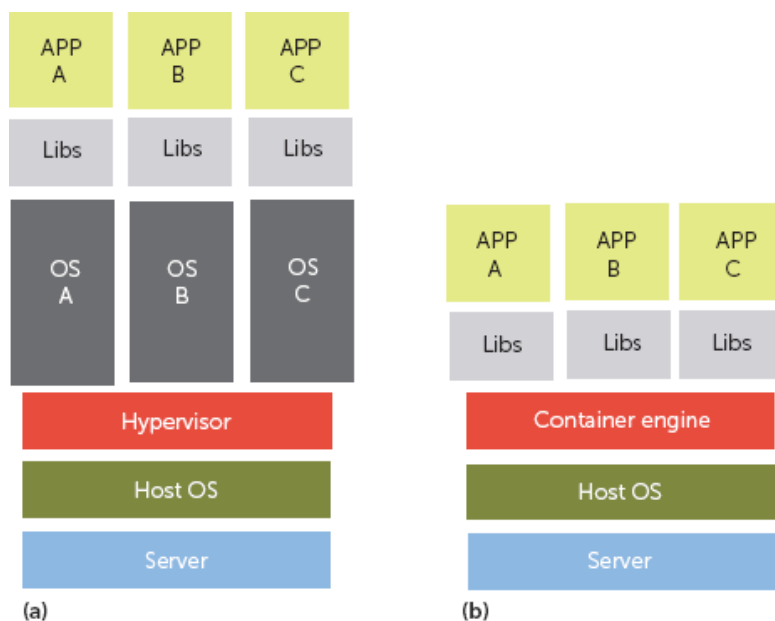 APP
A
APP
B
APP
C
Libs
Libs
Libs
OS
A
OS
B
OS
C
Hypervisor
Host OS
Server
(a)
APP
A
APP
B
APP
C
Libs
Libs
Libs
Container engine
Host OS
Server
(b)